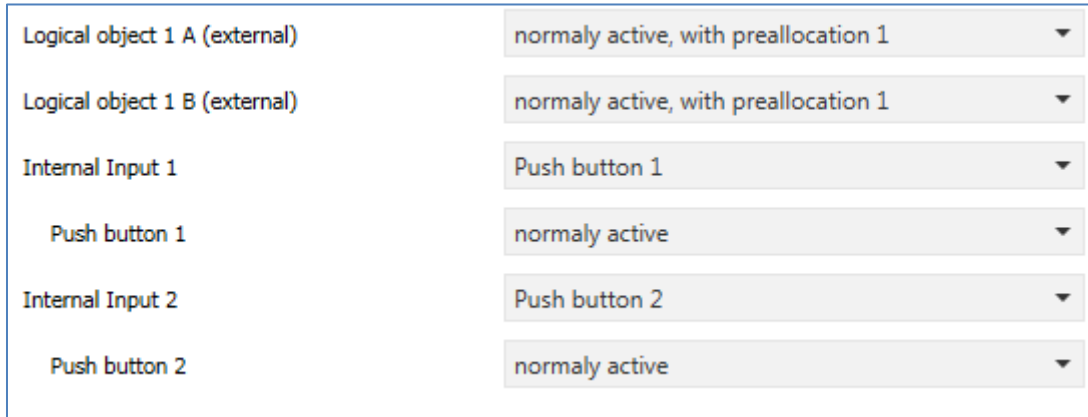 Logical object 1 A (external) normaly active, with preallocation 1
Logical object 1 B (external) normaly active, with preallocation 1
Internal Input 1 Push button 1
Push button 1 normaly active
Internal Input 2 Push button 2
Push button 2 normaly active